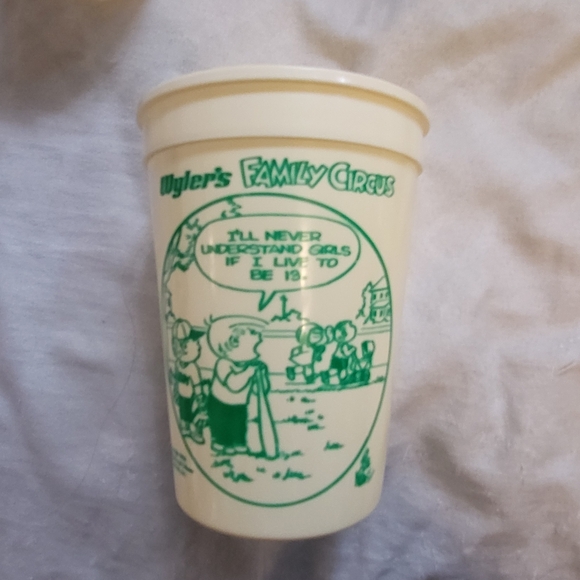 Wyler's FAMILY CIRCUS
I'LL NEVER
UNDERSTAND GIRLS
IF I LIVE TO
BE 19.